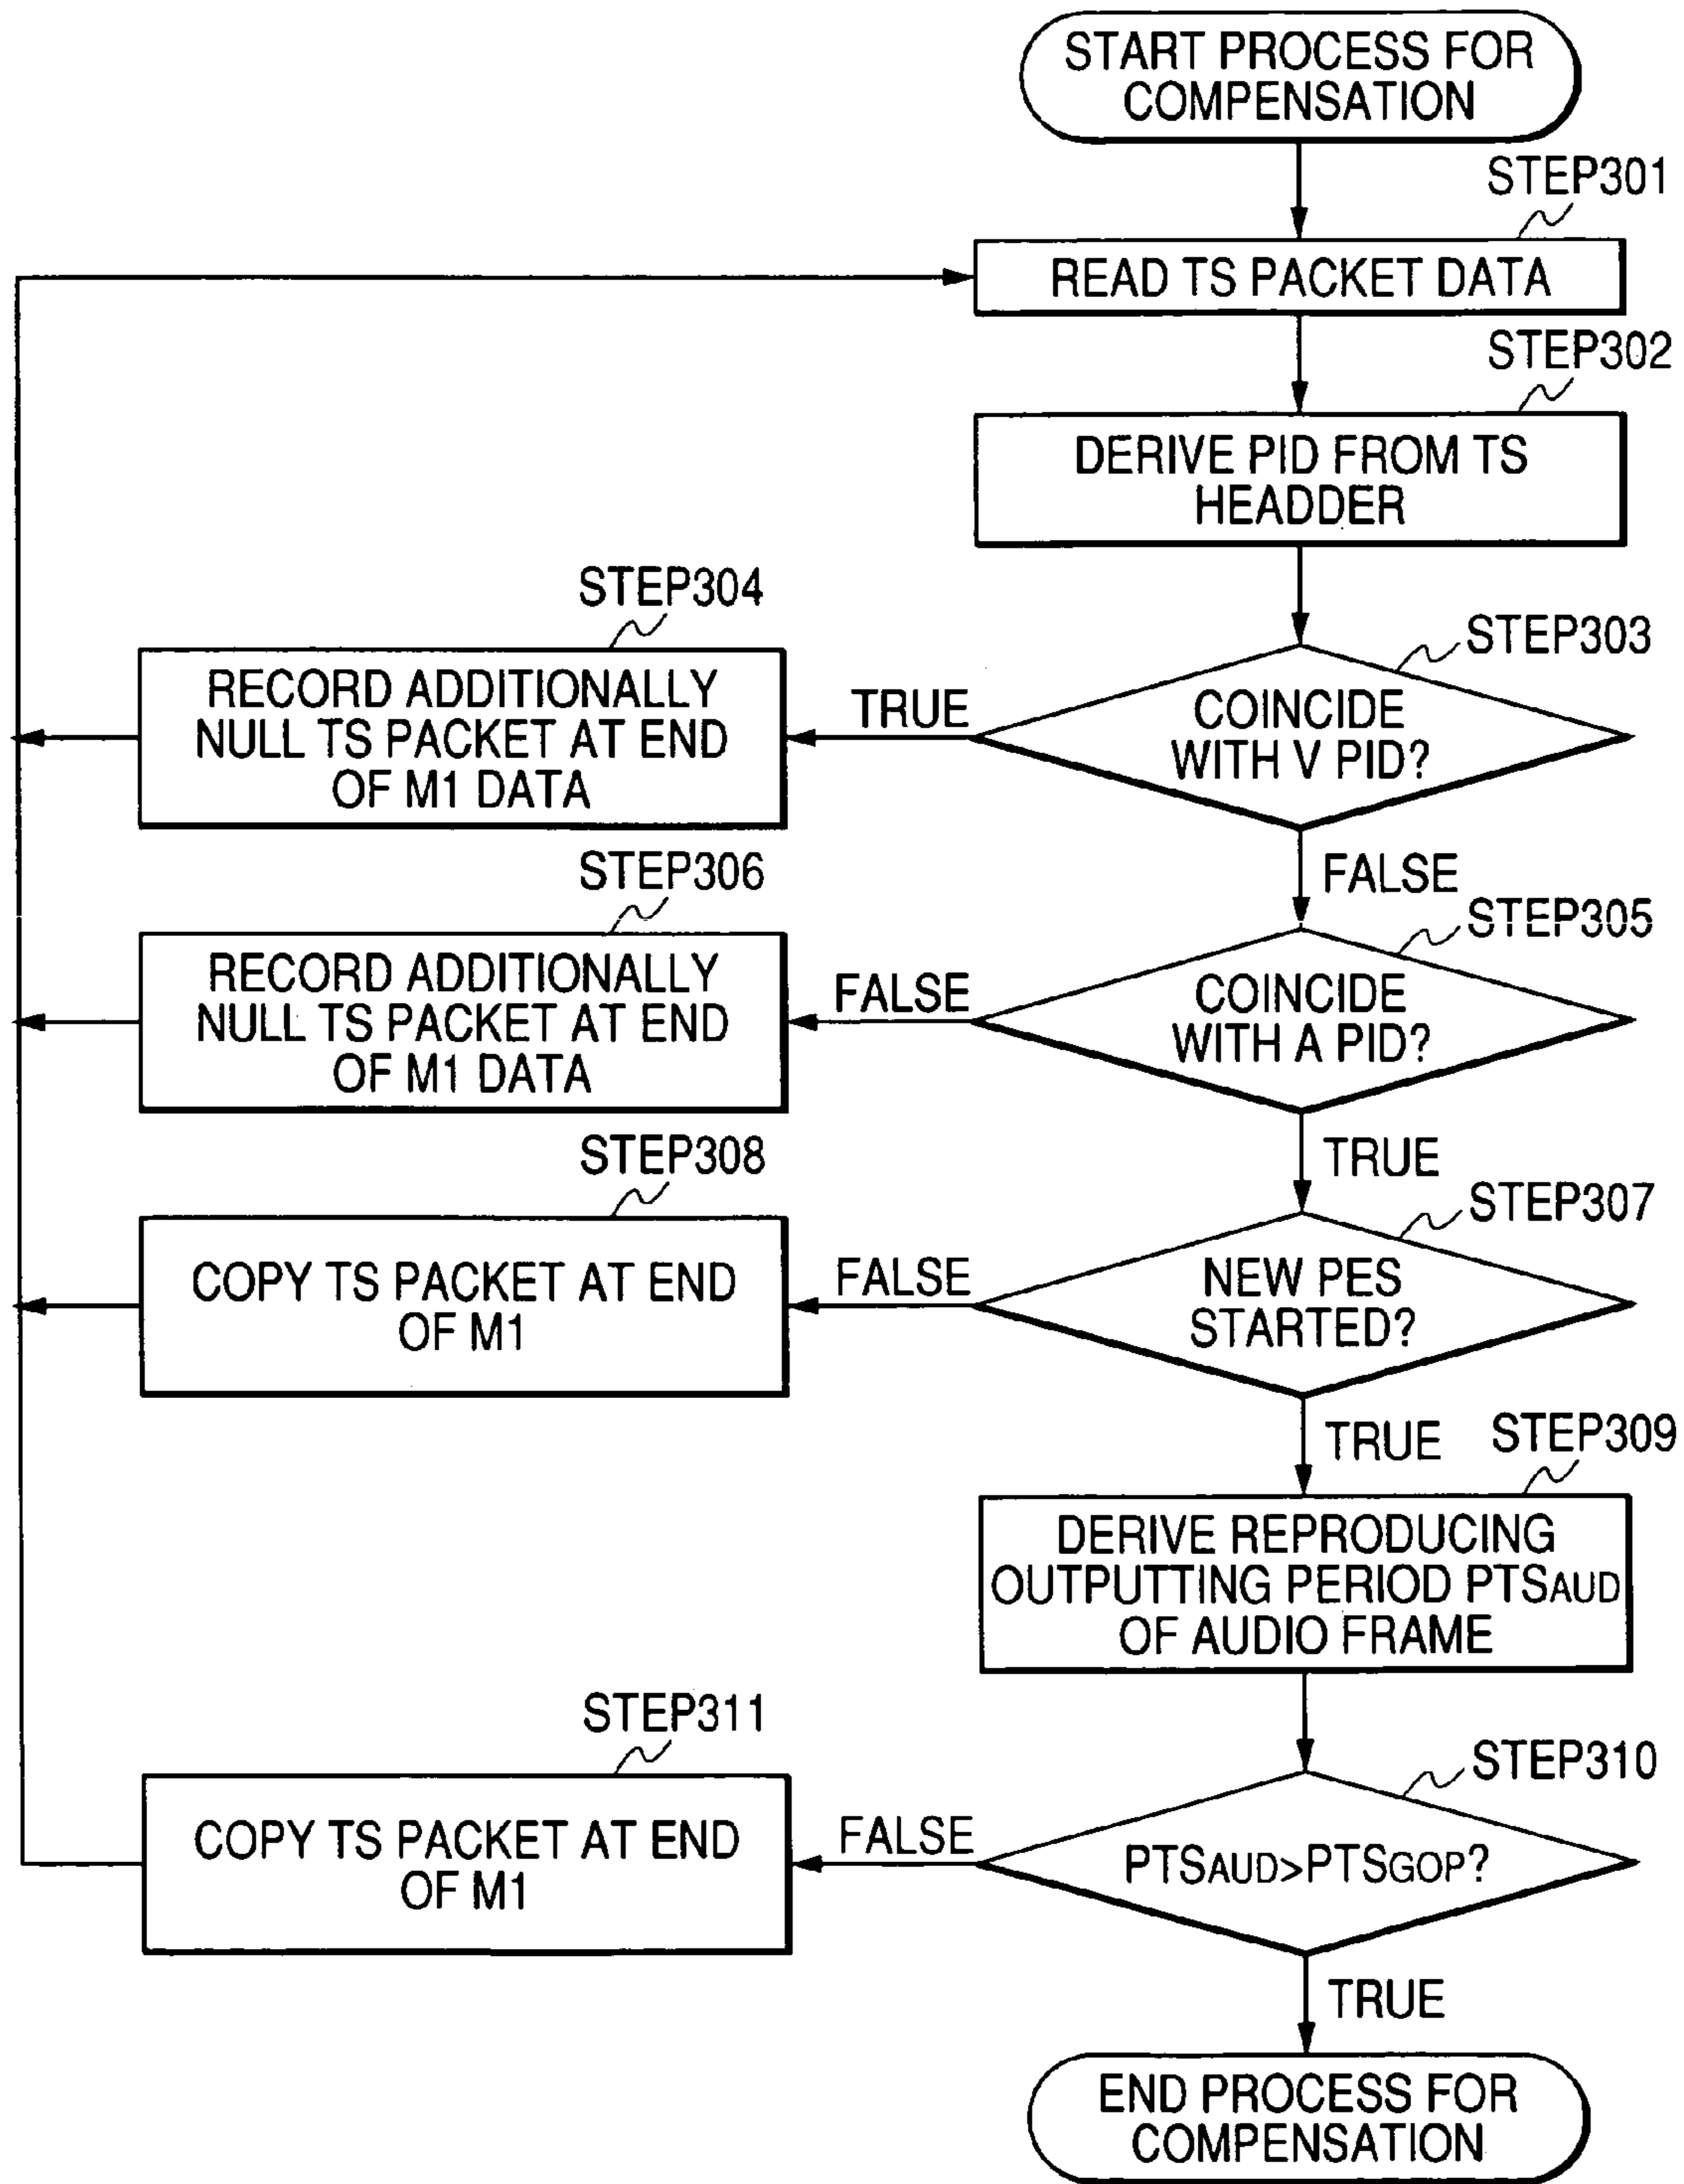 START PROCESS FOR
COMPENSATION
STEP301
READ TS PACKET DATA
STEP302
DERIVE PID FROM TS
HEADDER
STEP304
RECORD ADDITIONALLY
NULL TS PACKET AT END
OF M1 DATA
TRUE
STEP303
COINCIDE
WITH V PID?
FALSE
STEP306
RECORD ADDITIONALLY
NULL TS PACKET AT END
OF M1 DATA
FALSE
STEP305
COINCIDE
WITH A PID?
TRUE
STEP308
COPY TS PACKET AT END
OF M1
FALSE
STEP307
NEW PES
STARTED?
TRUE
STEP309
DERIVE REPRODUCING
OUTPUTTING PERIOD PTSAUD
OF AUDIO FRAME
STEP311
COPY TS PACKET AT END
OF M1
FALSE
STEP310
PTSAUD>PTSGOP?
TRUE
END PROCESS FOR
COMPENSATION